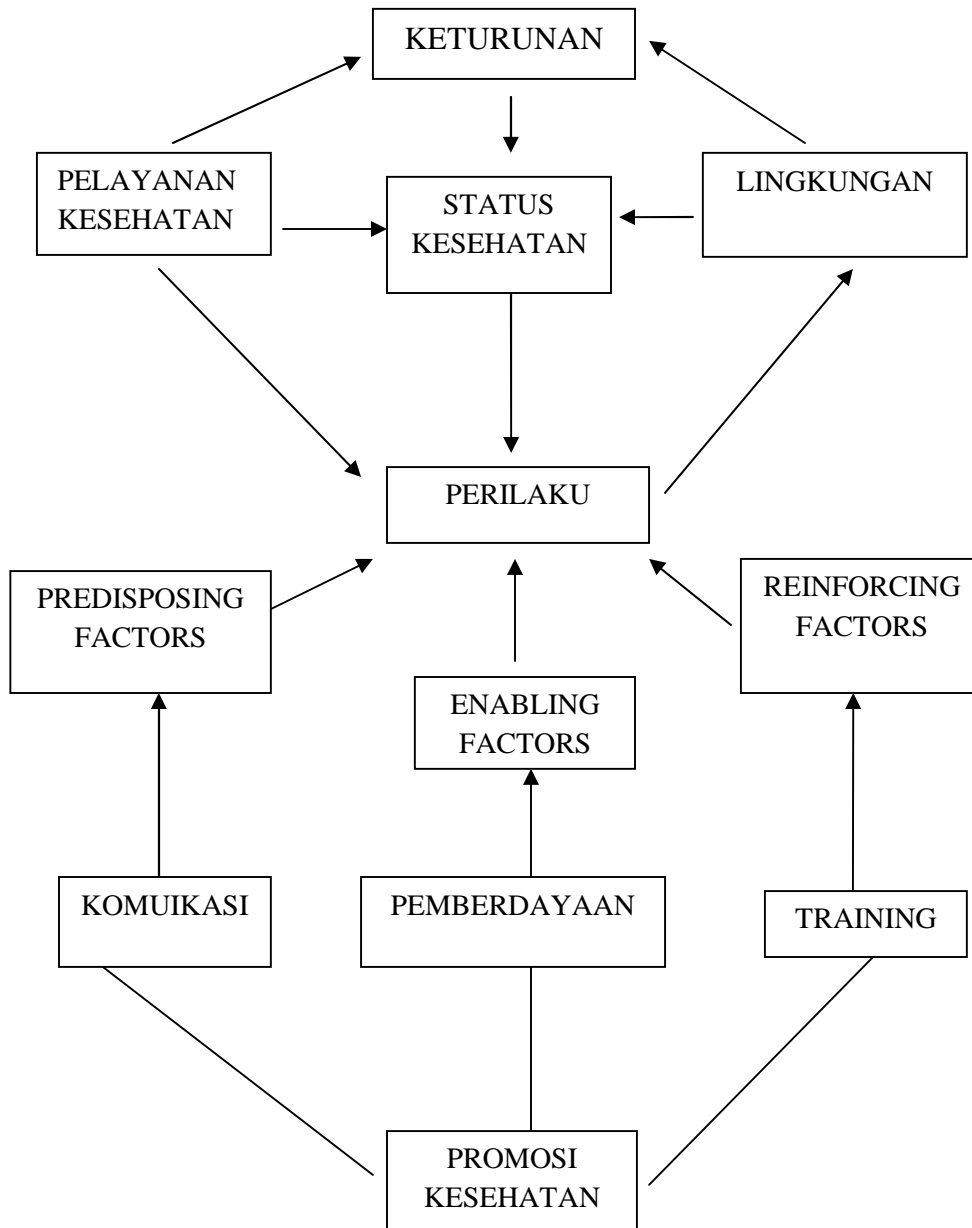 KETURUNAN
PELAYANAN
KESEHATAN
STATUS
KESEHATAN
LINGKUNGAN
PERILAKU
PREDISPOSING
FACTORS
ENABLING
FACTORS
REINFORCING
FACTORS
KOMUIKASI
PEMBERDAYAAN
TRAINING
PROMOSI
KESEHATAN